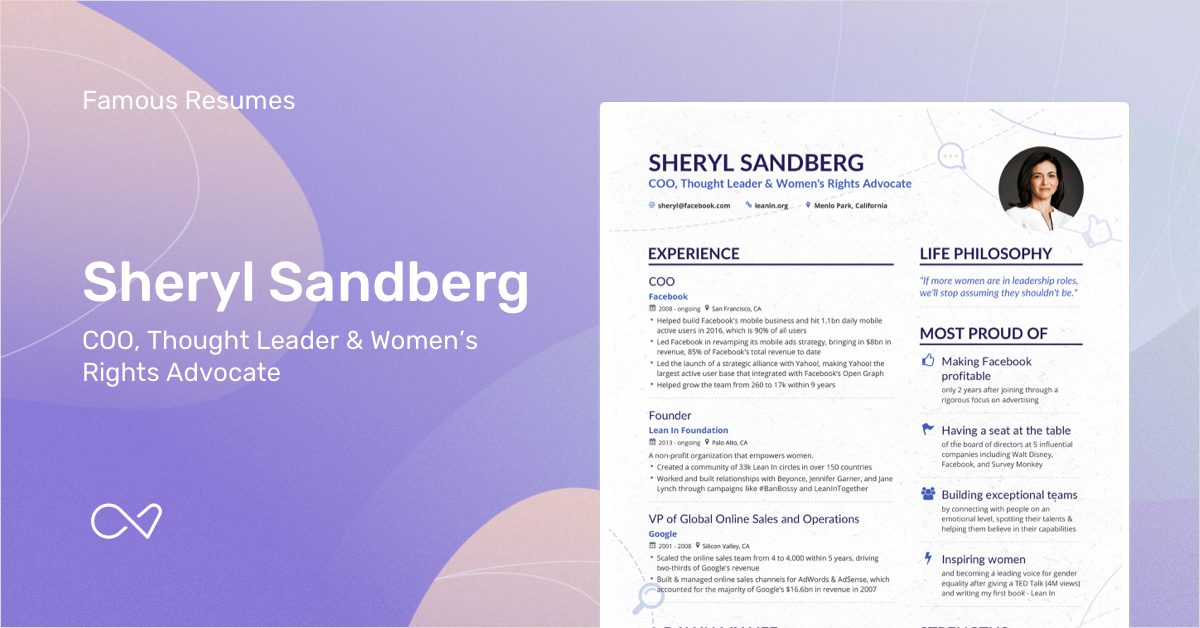 Famous Resumes
Sheryl Sandberg
COO, Thought Leader & Women’s
Rights Advocate
SHERYL SANDBERG
COO, Thought Leader & Women's Rights Advocate
sheryl@facebook.com leanin.org Menlo Park, California
EXPERIENCE
COO
Facebook
2008 - ongoing San Francisco, CA
• Helped build Facebook's mobile business and hit 1.1bn daily mobile
active users in 2016, which is 90% of all users
• Led Facebook in revamping its mobile ads strategy, bringing in $8bn in
revenue, 85% of Facebook's total revenue to date
• Led the launch of a strategic alliance with Yahoo!, making Yahoo! the
largest active user base that integrated with Facebook's Open Graph
• Helped grow the team from 260 to 17k within 9 years
Founder
Lean In Foundation
2013 - ongoing Palo Alto, CA
A non-profit organization that empowers women.
• Created a community of 33k Lean In circles in over 150 countries
• Worked and built relationships with Beyonce, Jennifer Garner, and Jane
Lynch through campaigns like #BanBossy and LeanInTogether
VP of Global Online Sales and Operations
Google
2001 - 2008 Silicon Valley, CA
• Scaled the online sales team from 4 to 4,000 within 5 years, driving
two-thirds of Google's revenue
• Built & managed online sales channels for AdWords & AdSense, which
accounted for the majority of Google's $16.6bn in revenue in 2007
LIFE PHILOSOPHY
"If more women are in leadership roles,
we'll stop assuming they shouldn't be."
MOST PROUD OF
Making Facebook
profitable
only 2 years after joining through a
rigorous focus on advertising
Having a seat at the table
of the board of directors at 5 influential
companies including Walt Disney,
Facebook, and Survey Monkey
Building exceptional teams
by connecting with people on an
emotional level, spotting their talents &
helping them believe in their capabilities
Inspiring women
and becoming a leading voice for gender
equality after giving a TED Talk (4M views)
and writing my first book - Lean In